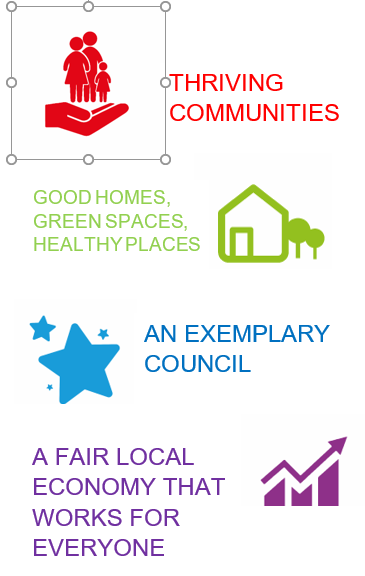 THRIVING
COMMUNITIES
GOOD HOMES,
GREEN SPACES,
HEALTHY PLACES
AN EXEMPLARY
COUNCIL
A FAIR LOCAL
ECONOMY THAT
WORKS FOR
EVERYONE